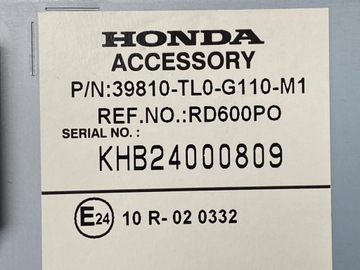 HONDA
ACCESSORY
P/N:39810-TL0-G110-M1
REF.NO.:RD600PO
SERIAL NO.:
KHB24000809
E24 10 R-02 0332